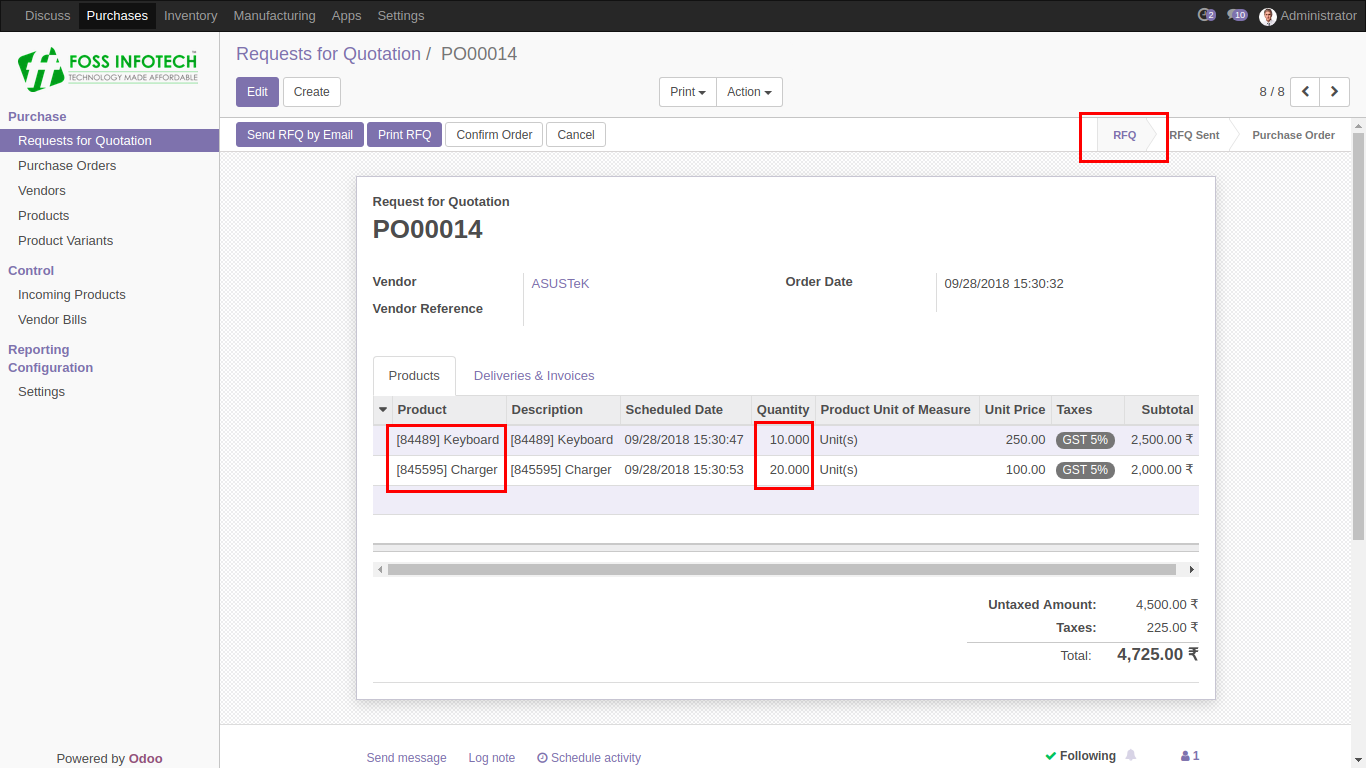 Discuss Purchases Inventory Manufacturing Apps Settings 2 10 Administrator
FOSS INFOTECH™
TECHNOLOGY MADE AFFORDABLE
Purchase
Requests for Quotation
Purchase Orders
Vendors
Products
Product Variants
Control
Incoming Products
Vendor Bills
Reporting
Configuration
Settings
Powered by Odoo
Requests for Quotation / PO00014
Edit Create Print Action 8 / 8
Send RFQ by Email Print RFQ Confirm Order Cancel RFQ RFQ Sent Purchase Order
Request for Quotation
PO00014
Vendor ASUSTeK Order Date 09/28/2018 15:30:32
Vendor Reference
Products Deliveries & Invoices
Product Description Scheduled Date Quantity Product Unit of Measure Unit Price Taxes Subtotal
[84489] Keyboard [84489] Keyboard 09/28/2018 15:30:47 10.000 Unit(s) 250.00 GST 5% 2,500.00 ₹
[845595] Charger [845595] Charger 09/28/2018 15:30:53 20.000 Unit(s) 100.00 GST 5% 2,000.00 ₹
Untaxed Amount: 4,500.00 ₹
Taxes: 225.00 ₹
Total: 4,725.00 ₹
Send message Log note Schedule activity Following 1